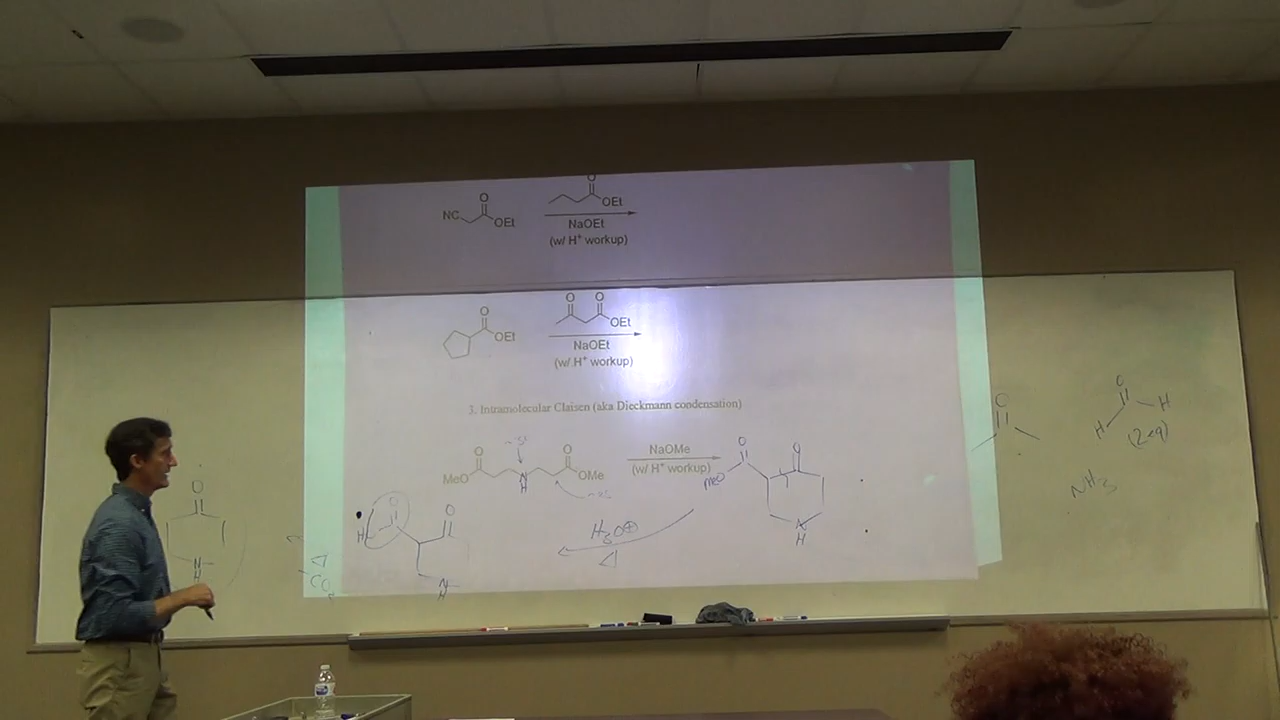 O
NC
O
OEt
OEt
NaOEt
(w/ H⁺ workup)
O
OEt
O O
OEt
NaOEt
(w/ H⁺ workup)
3. Intramolecular Claisen (aka Dieckmann condensation)
O
MeO
N
H
O
OMe
NaOMe
(w/ H⁺ workup)
O
meO
O
N
H
H₃O⊕
Δ
O
O
N
H
O
N
H
Δ
O
O
H
H
(2eq)
NH₃